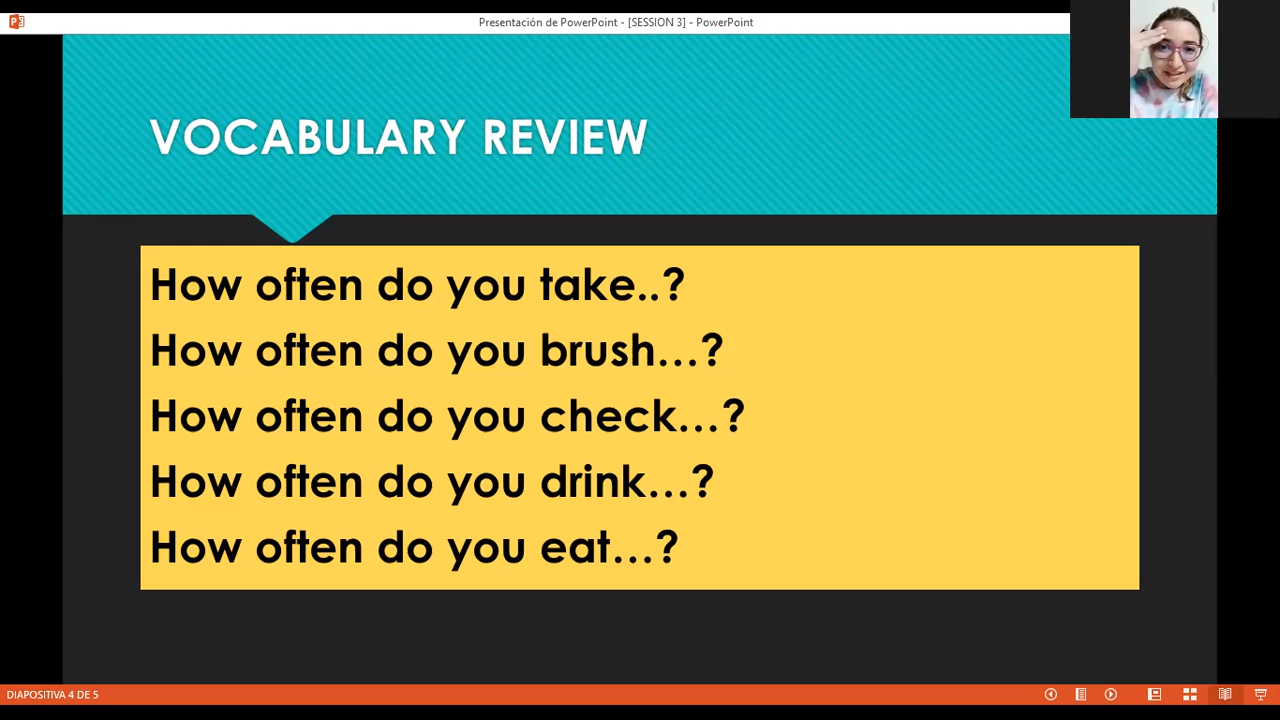 Presentación de PowerPoint - [SESSION 3] - PowerPoint
VOCABULARY REVIEW
How often do you take..?
How often do you brush...?
How often do you check...?
How often do you drink...?
How often do you eat...?
DIAPOSITIVA 4 DE 5